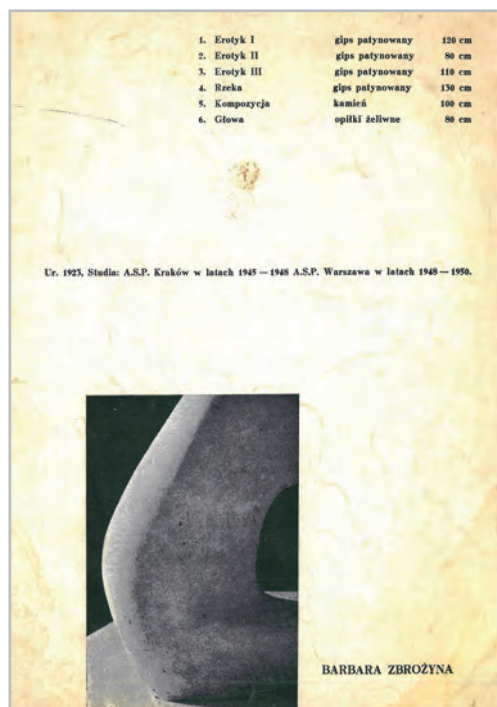 1. Erotyk I gips patynowany 120 cm
2. Erotyk II gips patynowany 80 cm
3. Erotyk III gips patynowany 110 cm
4. Rzeka gips patynowany 130 cm
5. Kompozycja kamień 100 cm
6. Głowa opiłki żeliwne 80 cm
Ur. 1923, Studia: A.S.P. Kraków w latach 1945 — 1948 A.S.P. Warszawa w latach 1948 — 1950.
BARBARA ZBROŻYNA